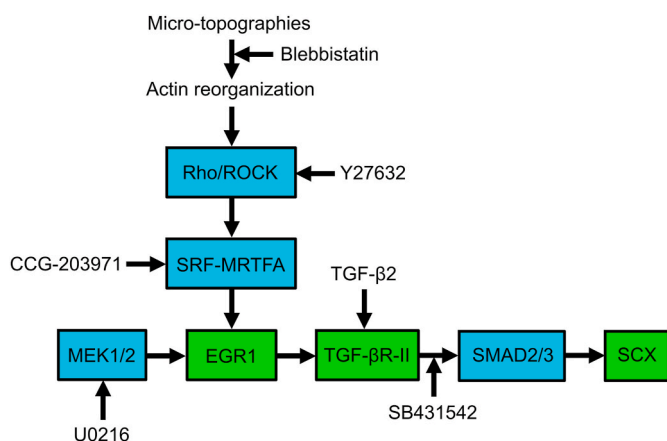 Micro-topographies
Blebbistatin
Actin reorganization
Rho/ROCK
Y27632
CCG-203971
SRF-MRTFA
TGF-β2
MEK1/2
EGR1
TGF-βR-II
SMAD2/3
SCX
U0216
SB431542